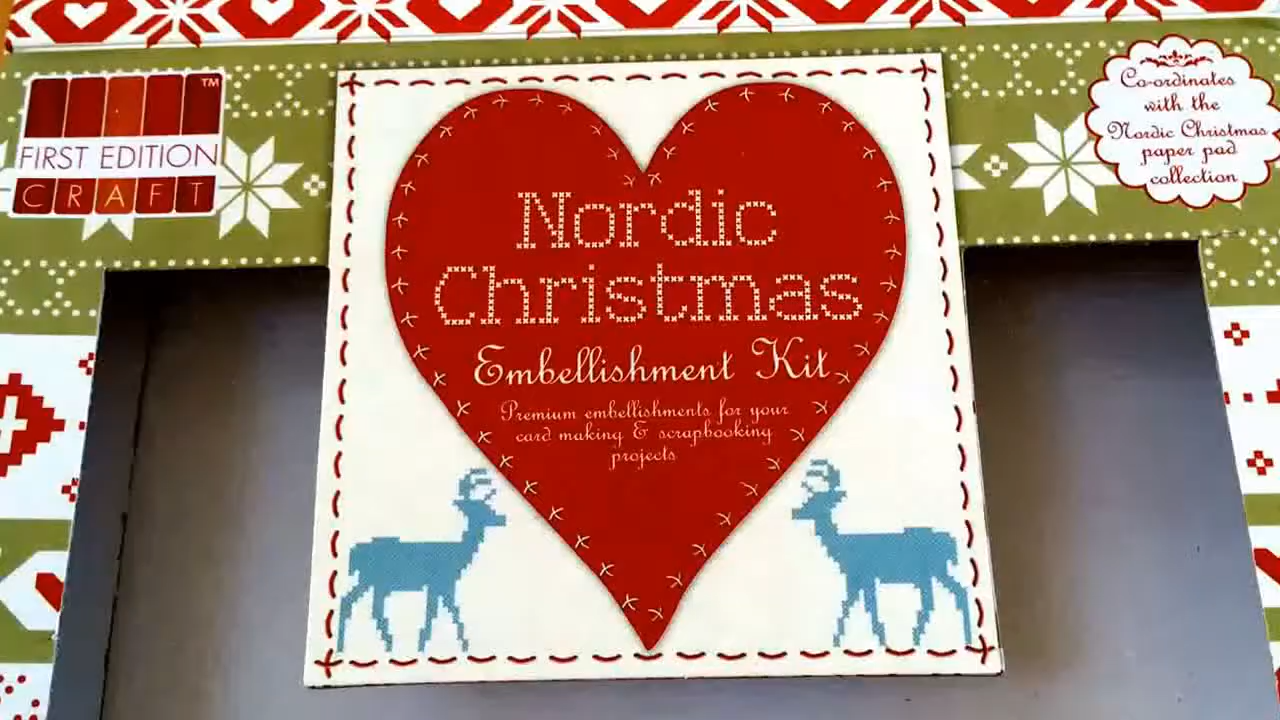 TM
FIRST EDITION
CRAFT
Nordic
Christmas
Embellishment Kit
Premium embellishments for your
card making & scrapbooking
projects
Co-ordinates
with the
Nordic Christmas
paper pad
collection